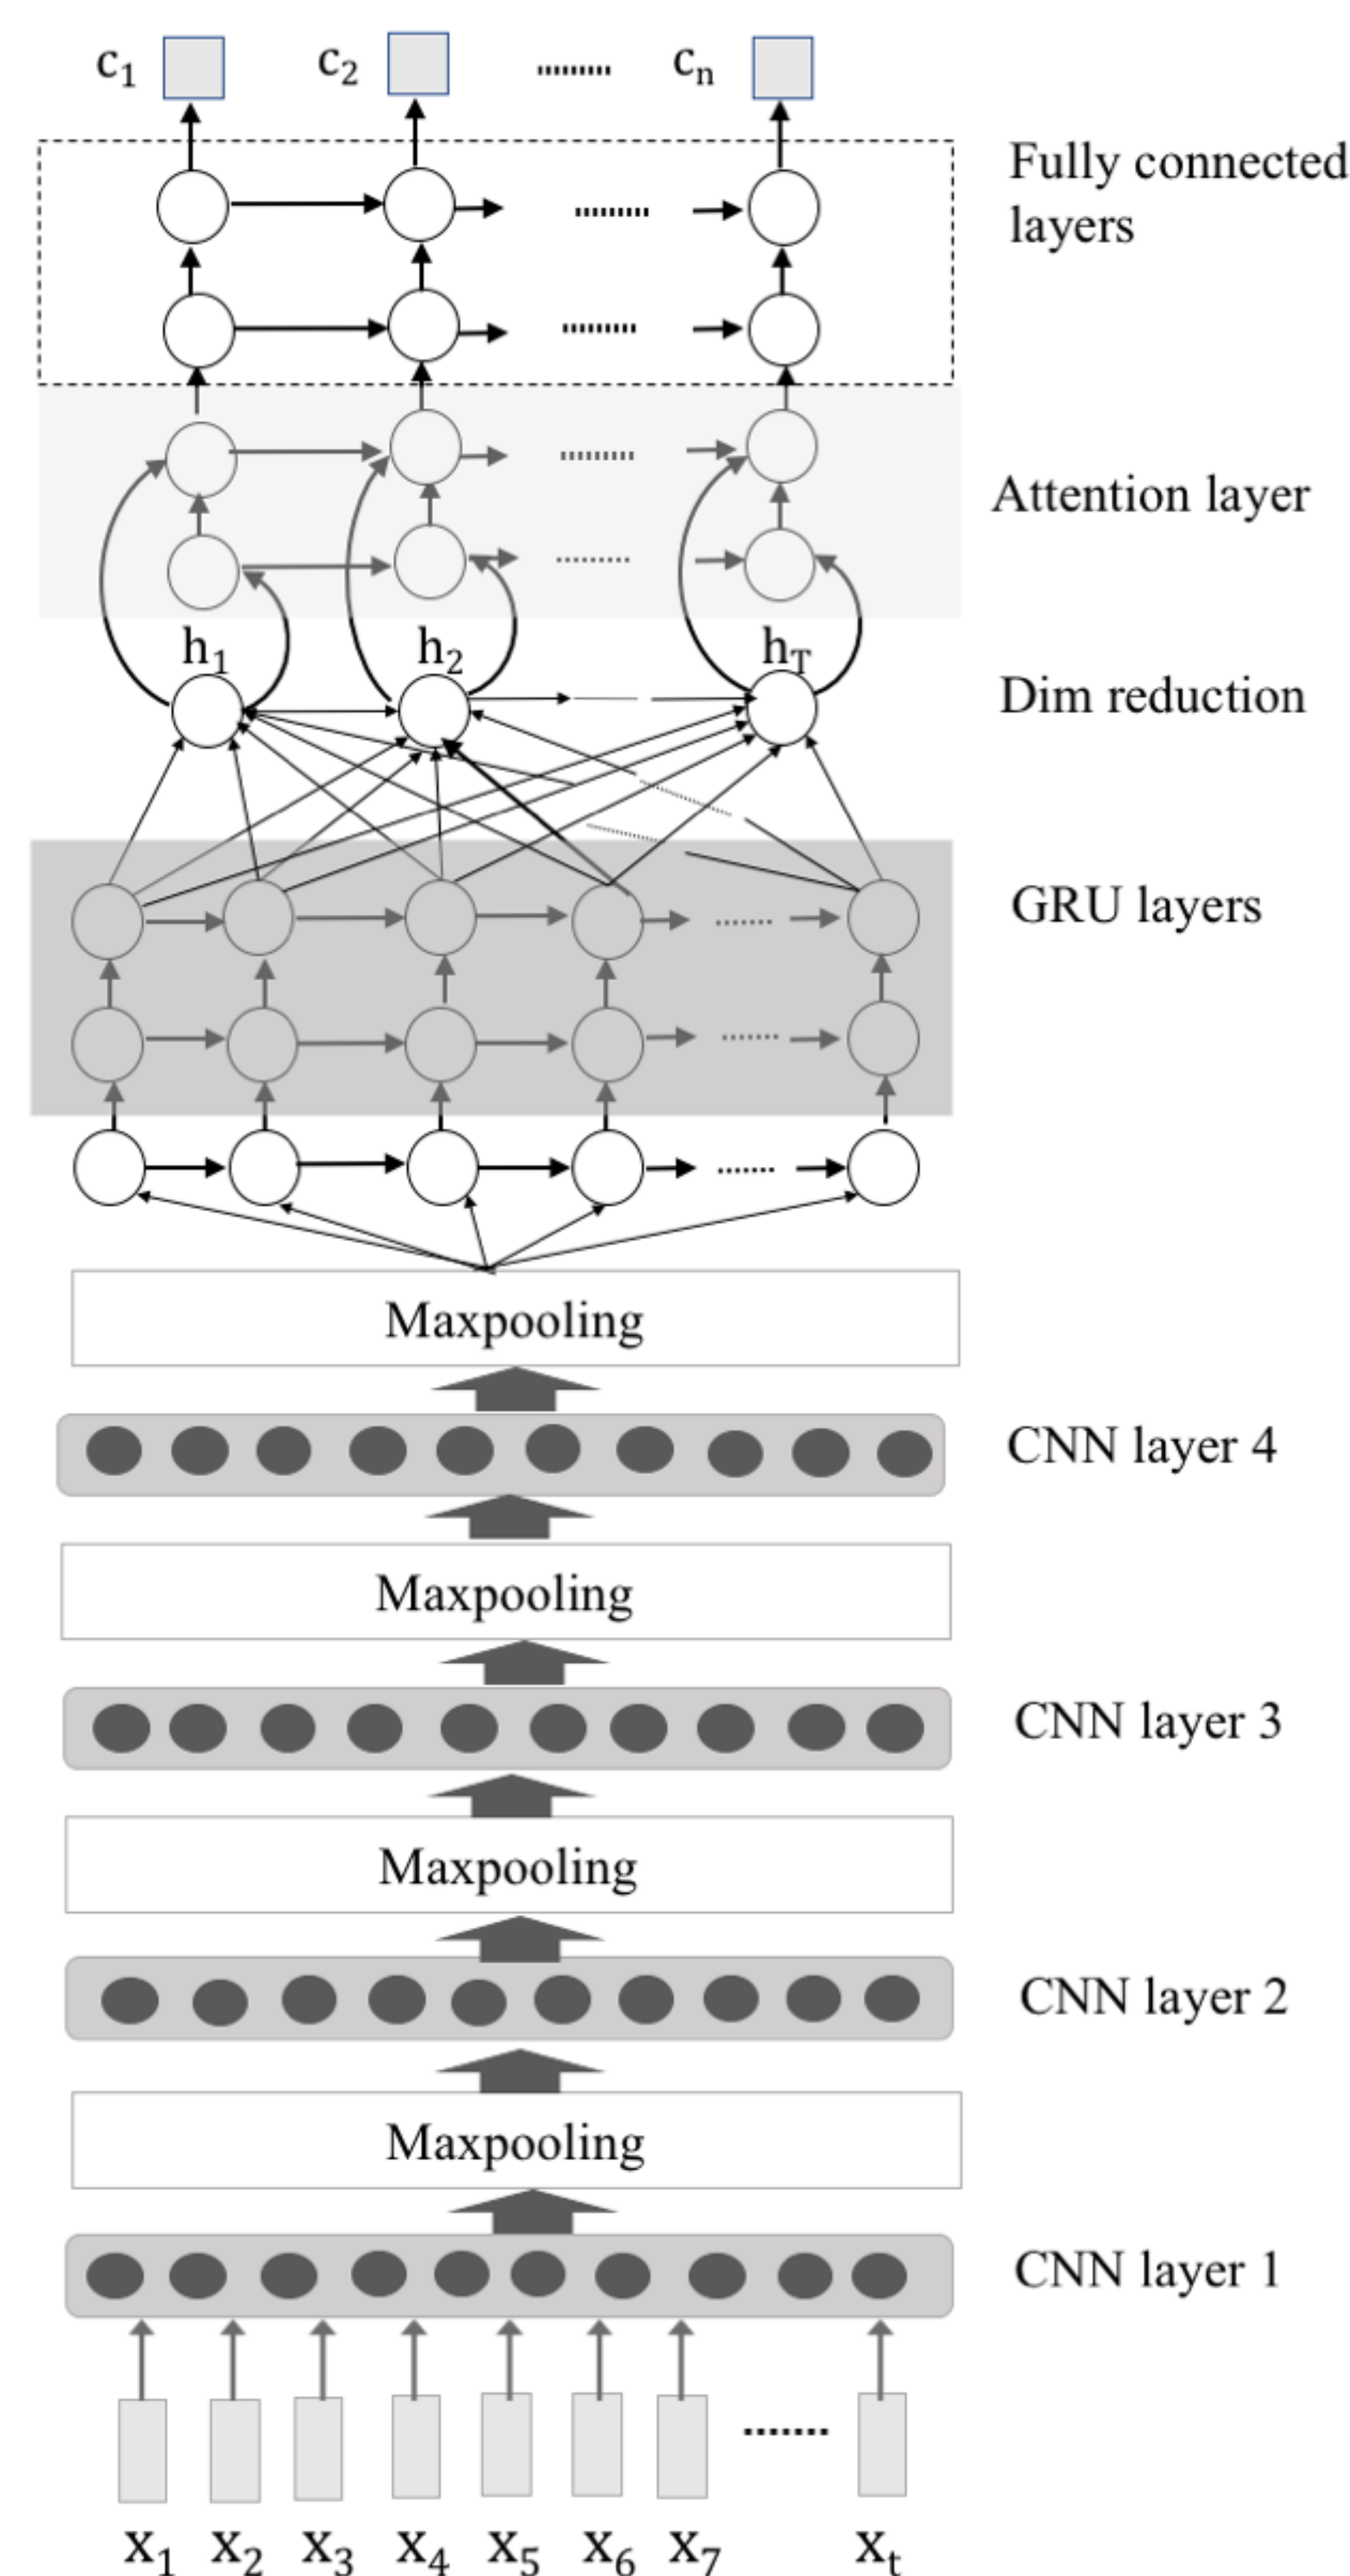 c1 c2 ......... cn
Fully connected
layers
Attention layer
h1 h2 hT
Dim reduction
GRU layers
Maxpooling
CNN layer 4
Maxpooling
CNN layer 3
Maxpooling
CNN layer 2
Maxpooling
CNN layer 1
x1 x2 x3 x4 x5 x6 x7 xt